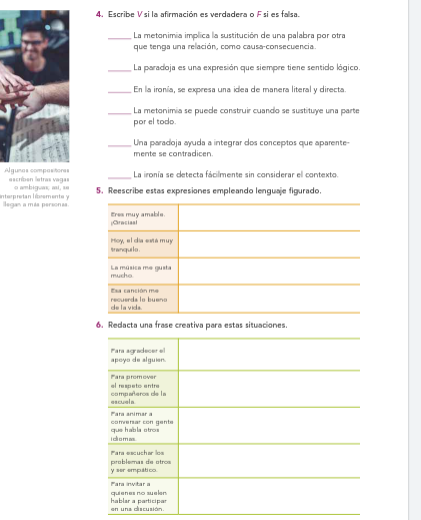 4. Escribe V si la afirmación es verdadera o F si es falsa.
______ La metonimia implica la sustitución de una palabra por otra
que tenga una relación, como causa-consecuencia.
______ La paradoja es una expresión que siempre tiene sentido lógico.
______ En la ironía, se expresa una idea de manera literal y directa.
______ La metonimia se puede construir cuando se sustituye una parte
por el todo.
______ Una paradoja ayuda a integrar dos conceptos que aparente-
mente se contradicen.
______ La ironía se detecta fácilmente sin considerar el contexto.
Algunos compositores
escriben letras vagas
o ambiguas; así, se
interpretan libremente y
llegan a más personas.
5. Reescribe estas expresiones empleando lenguaje figurado.
Eres muy amable.
¡Gracias!
Hoy, el día está muy
tranquilo.
La música me gusta
mucho.
Esa canción me
recuerda lo bueno
de la vida.
6. Redacta una frase creativa para estas situaciones.
Para agradecer el
apoyo de alguien.
Para promover
el respeto entre
compañeros de la
escuela.
Para animar a
conversar con gente
que habla otros
idiomas.
Para escuchar los
problemas de otros
y ser empático.
Para invitar a
quienes no suelen
hablar a participar
en una discusión.